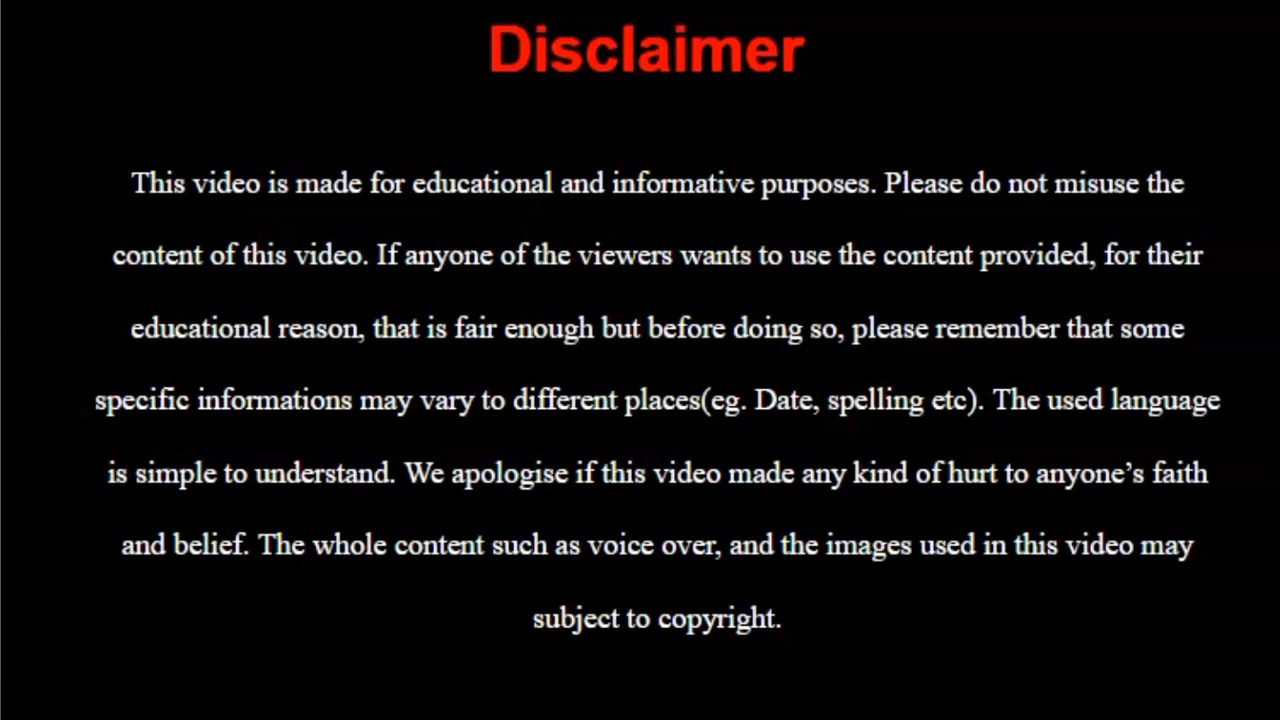 Disclaimer
This video is made for educational and informative purposes. Please do not misuse the
content of this video. If anyone of the viewers wants to use the content provided, for their
educational reason, that is fair enough but before doing so, please remember that some
specific informations may vary to different places(eg. Date, spelling etc). The used language
is simple to understand. We apologise if this video made any kind of hurt to anyone’s faith
and belief. The whole content such as voice over, and the images used in this video may
subject to copyright.